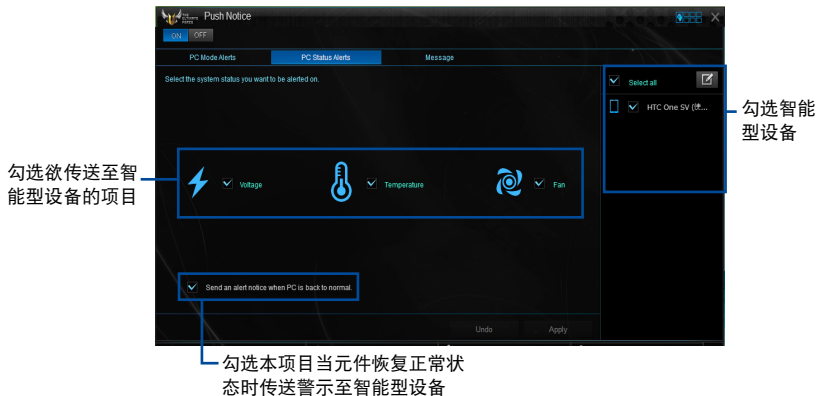 THE ULTIMATE FORCE
Push Notice
ON OFF
PC Mode Alerts PC Status Alerts Message
Select the system status you want to be alerted on.
Select all
HTC One SV
勾选智能
型设备
勾选欲传送至智
能型设备的项目
Voltage Temperature Fan
Send an alert notice when PC is back to normal.
Undo Apply
勾选本项目当元件恢复正常状
态时传送警示至智能型设备